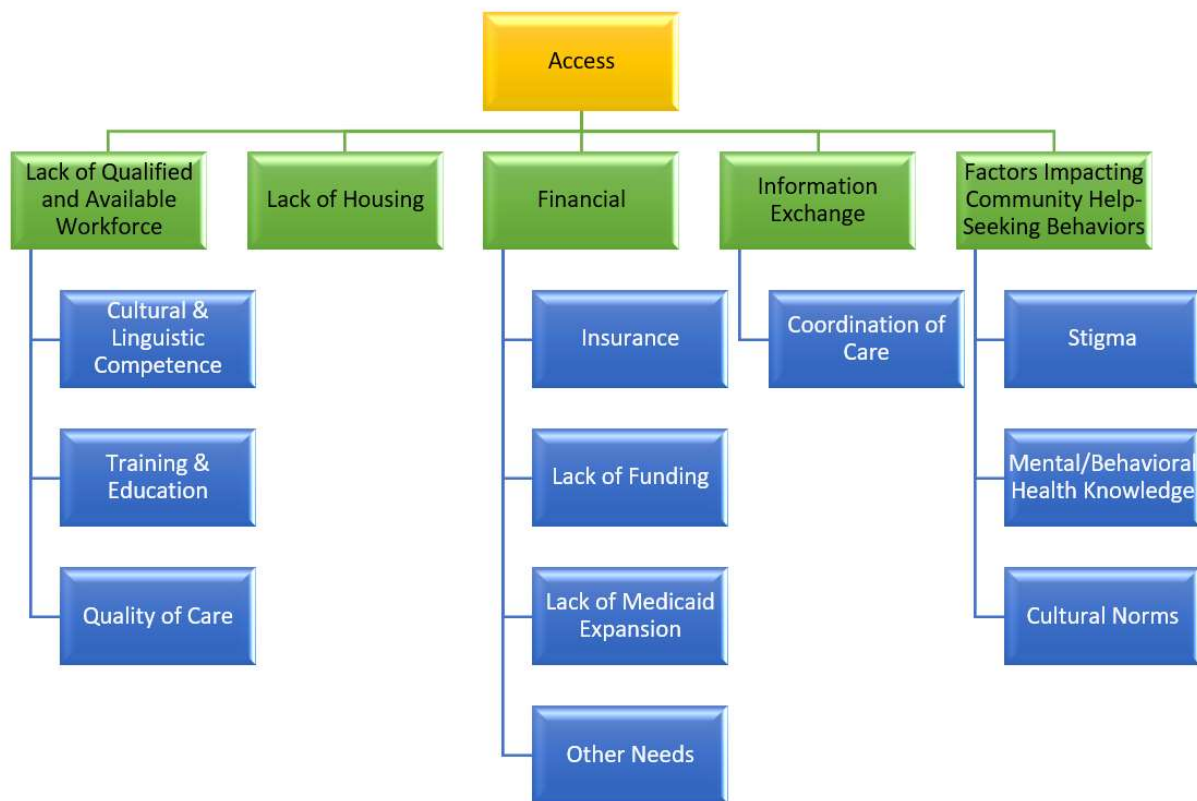 Access
Lack of Qualified
and Available
Workforce
Lack of Housing
Financial
Information
Exchange
Factors Impacting
Community Help-
Seeking Behaviors
Cultural &
Linguistic
Competence
Training &
Education
Quality of Care
Insurance
Lack of Funding
Lack of Medicaid
Expansion
Other Needs
Coordination of
Care
Stigma
Mental/Behavioral
Health Knowledge
Cultural Norms